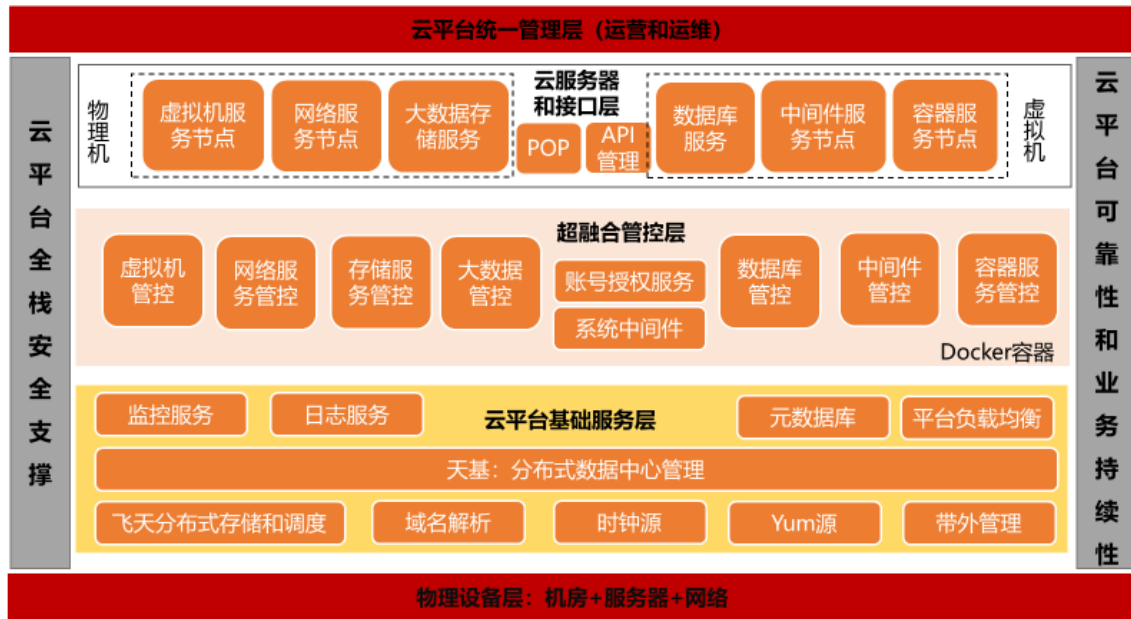 云平台统一管理层（运营和运维）
云平台全栈安全支撑
物理机
虚拟机服
务节点
网络服
务节点
大数据存
储服务
云服务器
和接口层
POP
API
管理
数据库
服务
中间件服
务节点
容器服
务节点
虚拟机
超融合管控层
虚拟机
管控
网络服
务管控
存储服
务管控
大数据
管控
账号授权服务
系统中间件
数据库
管控
中间件
管控
容器服
务管控
Docker容器
监控服务
日志服务
云平台基础服务层
元数据库
平台负载均衡
天基：分布式数据中心管理
飞天分布式存储和调度
域名解析
时钟源
Yum源
带外管理
云平台可靠性和业务持续性
物理设备层：机房+服务器+网络